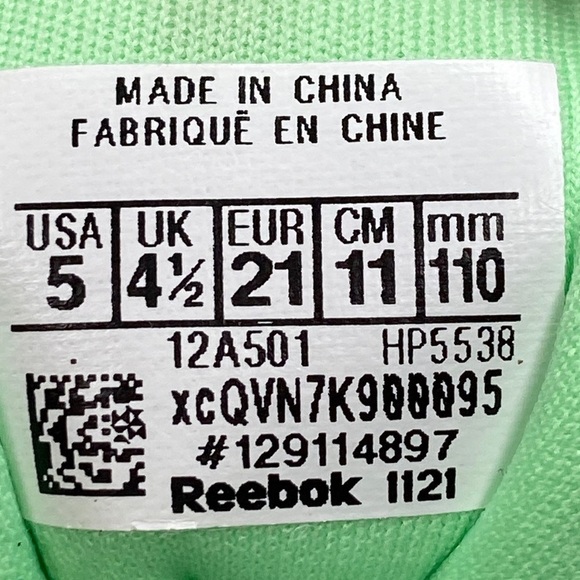 MADE IN CHINA
FABRIQUË EN CHINE
USA UK EUR CM mm
5 4½ 21 11 110
12A501 HP5538
xcQVN7K900095
#129114897
Reebok 1121